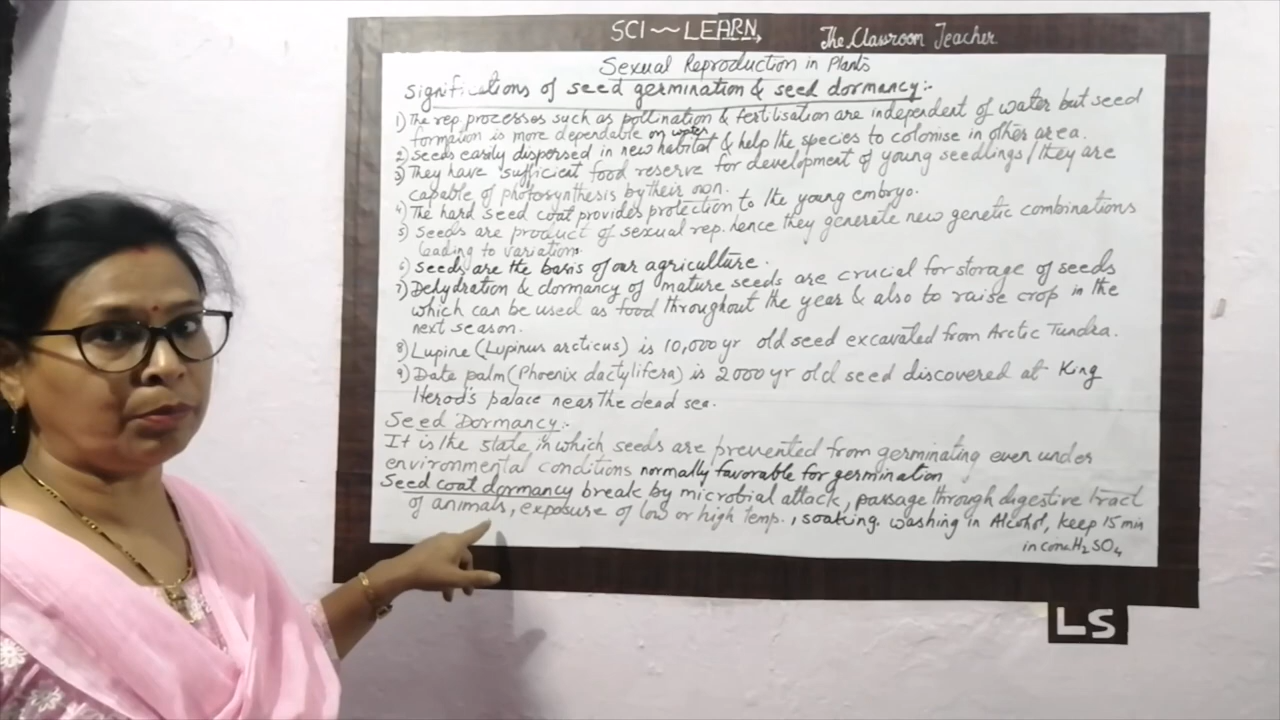 SCI~LEARN The Classroom Teacher
Sexual Reproduction in Plants
Significations of seed germination & seed dormancy:-
1) The rep processes such as pollination & fertilisation are independent of water but seed
formation is more dependable on water
2) Seeds easily dispersed in new habitat & help the species to colonise in other area.
3) They have sufficient food reserve for development of young seedlings/they are
capable of photosynthesis by their own.
4) The hard seed coat provides protection to the young embryo.
5) Seeds are product of sexual rep. hence they generate new genetic combinations
leading to variations.
6) Seeds are the basis of our agriculture.
7) Dehydration & dormancy of mature seeds are crucial for storage of seeds
which can be used as food throughout the year & also to raise crop in the
next season.
8) Lupine (Lupinus arcticus) is 10,000 yr old seed excavated from Arctic Tundra.
9) Date palm (Phoenix dactylifera) is 2000 yr old seed discovered at King
Herod's palace near The dead sea.
Seed Dormancy:-
It is the state in which seeds are prevented from germinating even under
environmental conditions normally favorable for germination
Seed coat dormancy break by microbial attack, passage through digestive tract
of animals, exposure of low or high temp., soaking. washing in Alcohol, keep 15 min
in conc H₂SO₄
LS